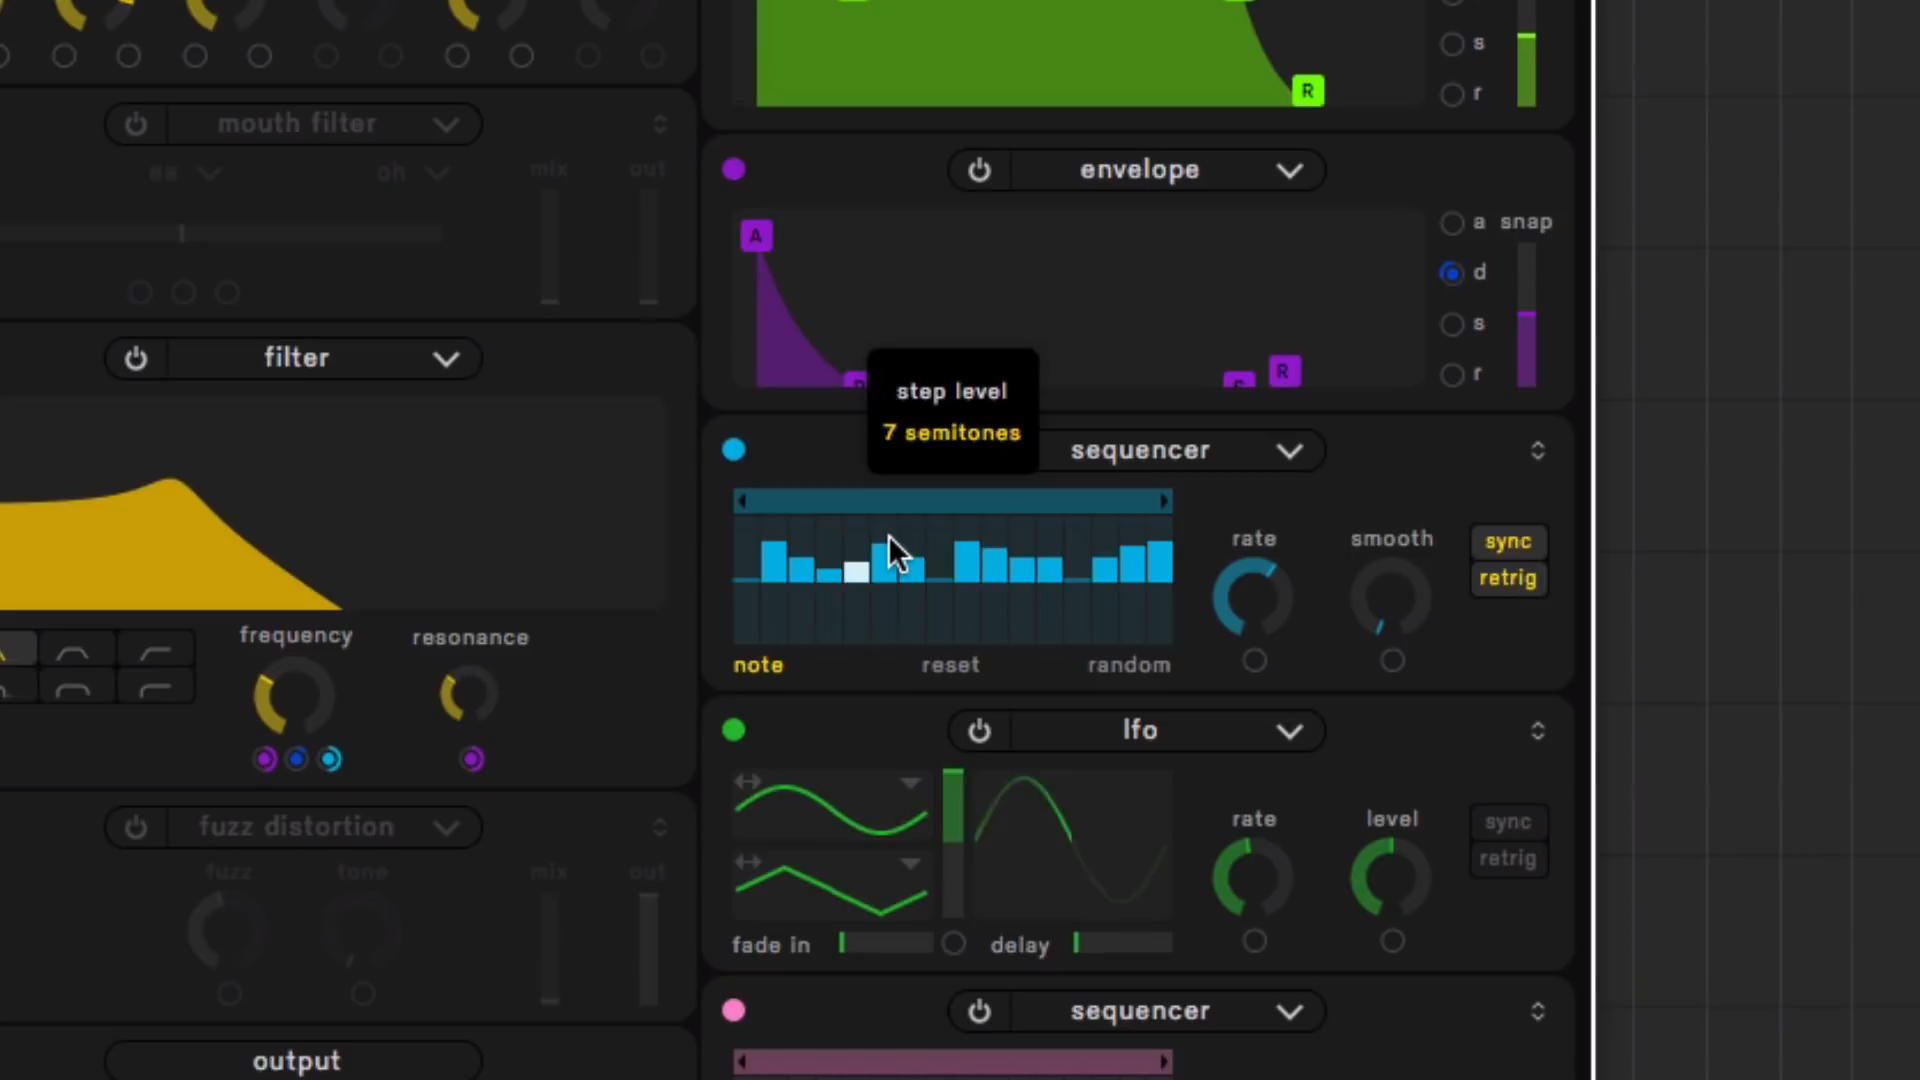 s
R
r
mouth filter
ee
oh
mix
out
envelope
A
a
snap
d
s
R
r
filter
step level
7 semitones
sequencer
rate
smooth
sync
retrig
note
reset
random
frequency
resonance
lfo
rate
level
sync
retrig
fade in
delay
fuzz distortion
fuzz
tone
mix
out
sequencer
output